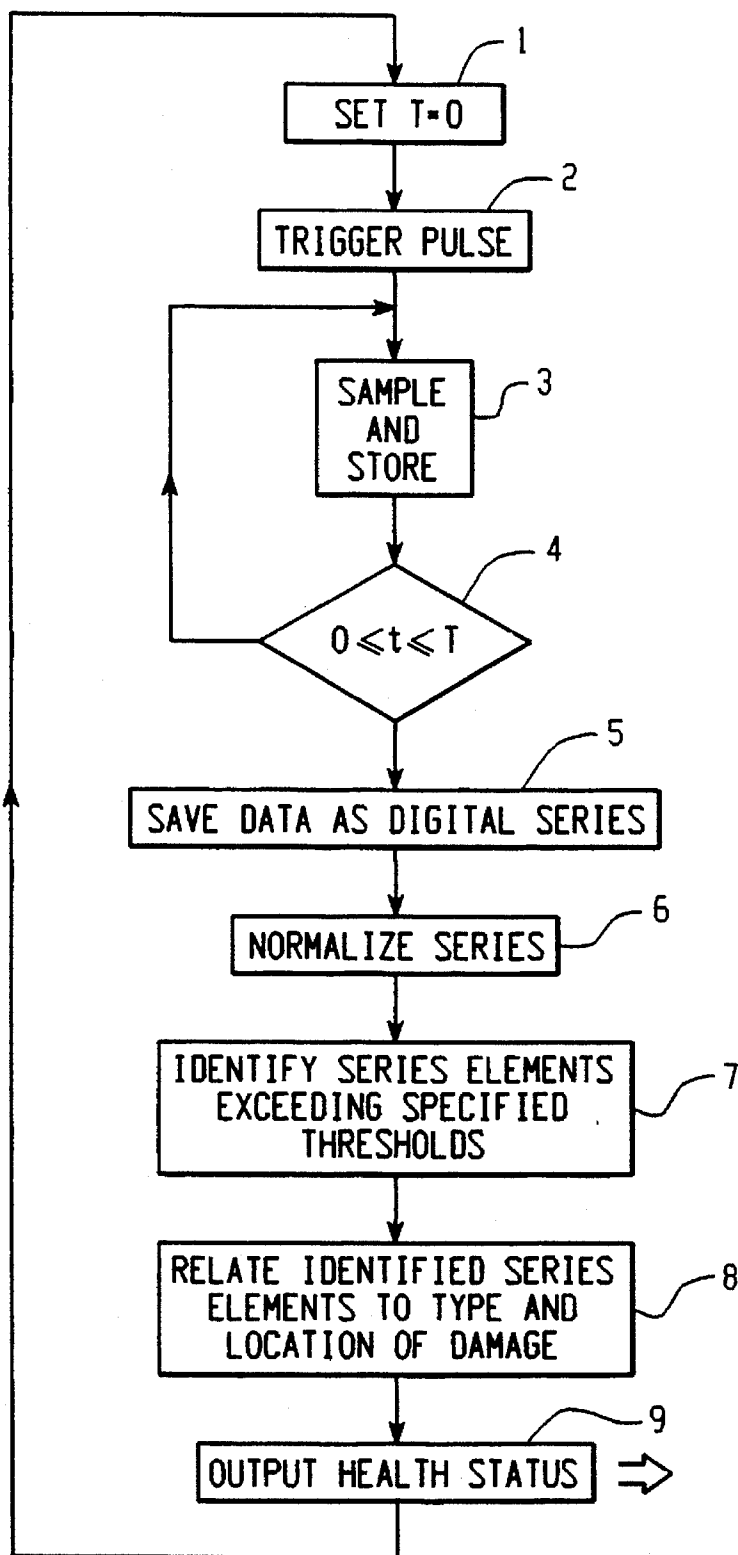 1
SET T=0
2
TRIGGER PULSE
SAMPLE
AND
STORE
3
4
0 ⩽ t ⩽ T
5
SAVE DATA AS DIGITAL SERIES
6
NORMALIZE SERIES
IDENTIFY SERIES ELEMENTS
EXCEEDING SPECIFIED
THRESHOLDS
7
RELATE IDENTIFIED SERIES
ELEMENTS TO TYPE AND
LOCATION OF DAMAGE
8
9
OUTPUT HEALTH STATUS